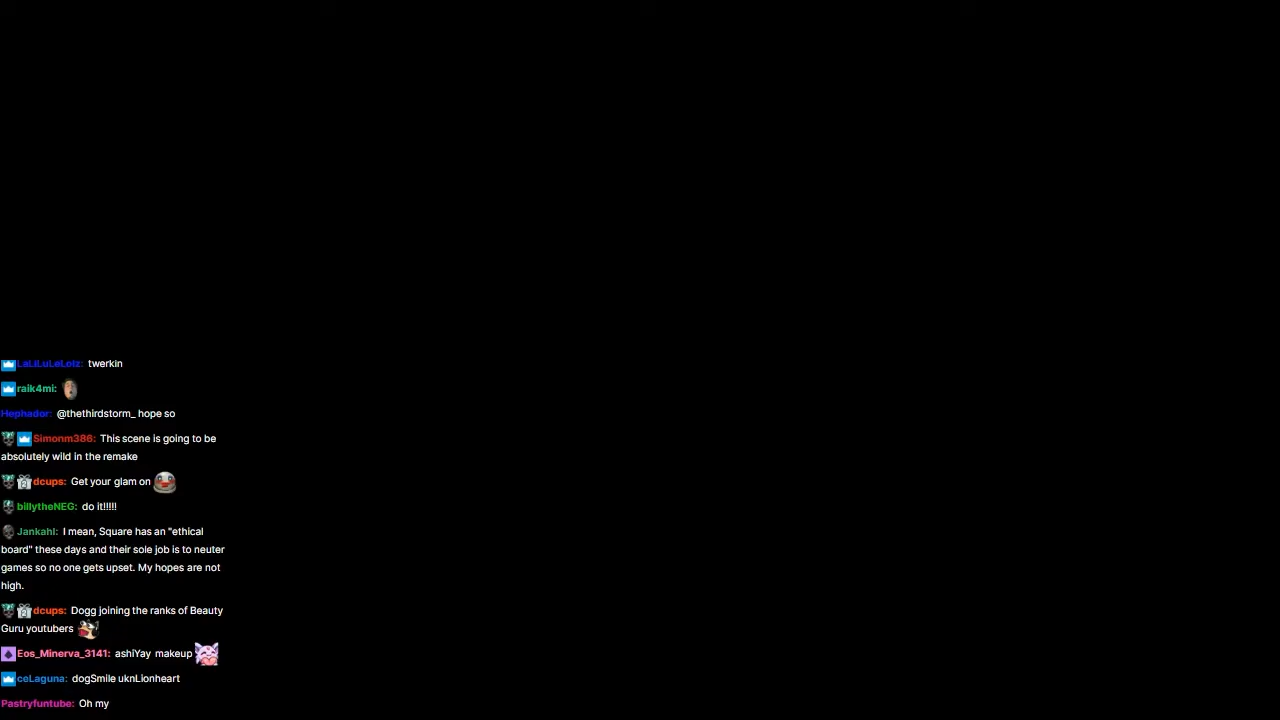 LaLiLuLeLolz: twerkin
raik4mi:
Hephador: @thethirdstorm_ hope so
Simonm386: This scene is going to be
absolutely wild in the remake
dcups: Get your glam on
billytheNEG: do it!!!!!
Jankahl: I mean, Square has an "ethical
board" these days and their sole job is to neuter
games so no one gets upset. My hopes are not
high.
dcups: Dogg joining the ranks of Beauty
Guru youtubers
Eos_Minerva_3141: ashiYay makeup
ceLaguna: dogSmile uknLionheart
Pastryfuntube: Oh my